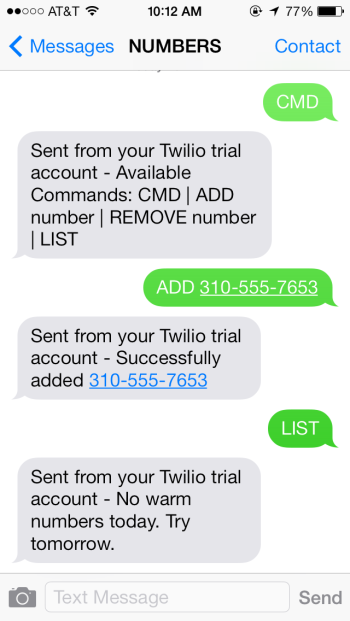 AT&T 10:12 AM 77%
Messages NUMBERS Contact
CMD
Sent from your Twilio trial
account - Available
Commands: CMD | ADD
number | REMOVE number
| LIST
ADD 310-555-7653
Sent from your Twilio trial
account - Successfully
added 310-555-7653
LIST
Sent from your Twilio trial
account - No warm
numbers today. Try
tomorrow.
Text Message Send